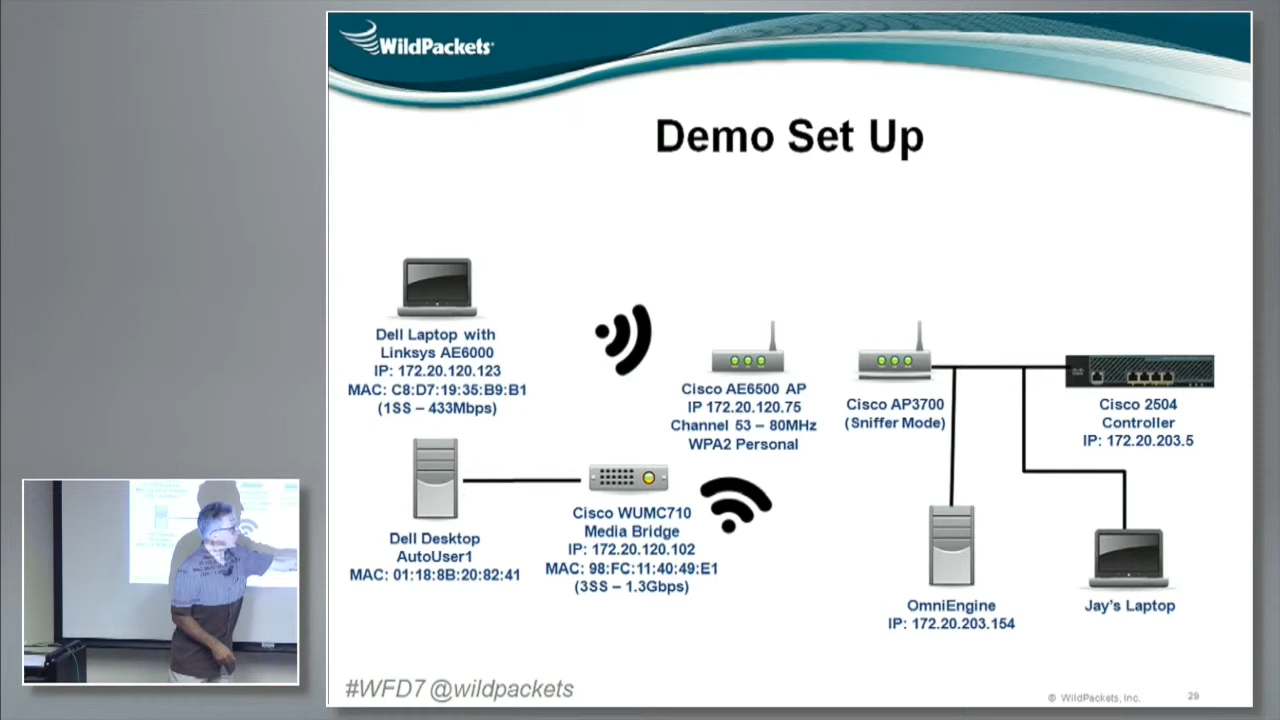 WildPackets
Demo Set Up
Dell Laptop with
Linksys AE6000
IP: 172.20.120.123
MAC: C8:D7:19:35:B9:B1
(1SS – 433Mbps)
Cisco AE6500 AP
IP 172.20.120.75
Channel 53 – 80MHz
WPA2 Personal
Cisco AP3700
(Sniffer Mode)
Cisco 2504
Controller
IP: 172.20.203.5
Dell Desktop
AutoUser1
MAC: 01:18:8B:20:82:41
Cisco WUMC710
Media Bridge
IP: 172.20.120.102
MAC: 98:FC:11:40:49:E1
(3SS – 1.3Gbps)
OmniEngine
IP: 172.20.203.154
Jay's Laptop
#WFD7 @wildpackets
© WildPackets, Inc.
29